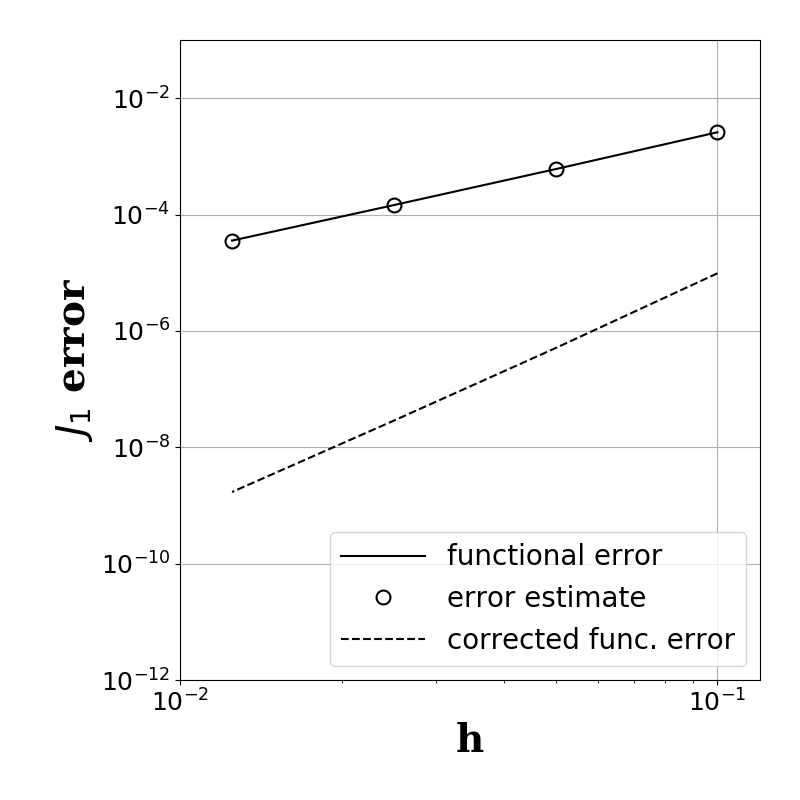 10⁻²
10⁻⁴
10⁻⁶
10⁻⁸
10⁻¹⁰
10⁻¹²
J₁ error
functional error
error estimate
corrected func. error
10⁻² 10⁻¹
h